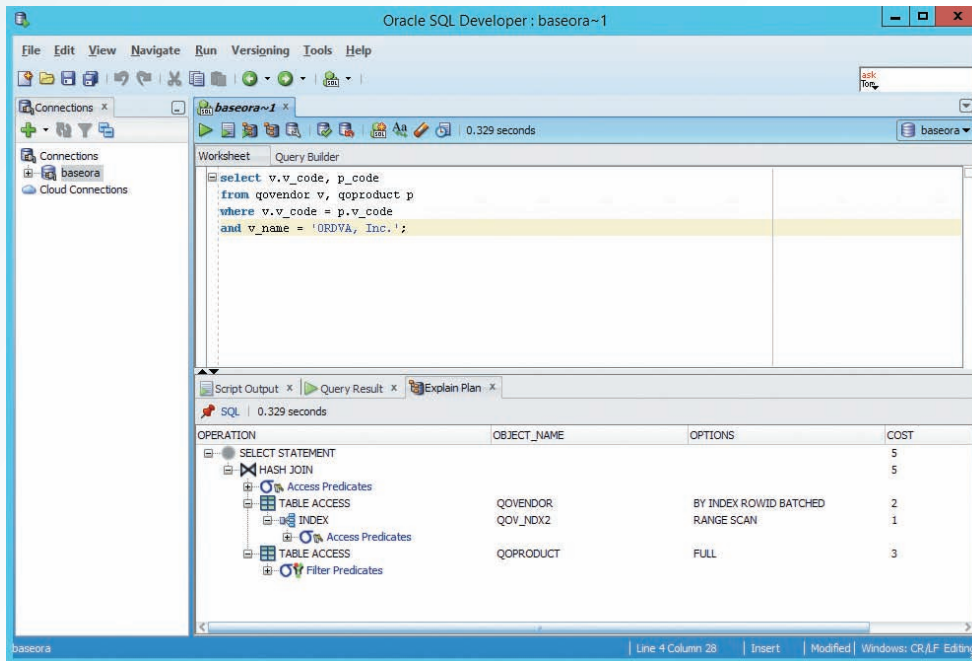 Oracle SQL Developer : baseora~1
File Edit View Navigate Run Versioning Tools Help
ask
Tom
Connections
baseora~1
0.329 seconds
baseora
Connections
baseora
Cloud Connections
Worksheet Query Builder
select v.v_code, p_code
from qovendor v, qoproduct p
where v.v_code = p.v_code
and v_name = 'ORDVA, Inc.';
Script Output Query Result Explain Plan
SQL | 0.329 seconds
OPERATION OBJECT_NAME OPTIONS COST
SELECT STATEMENT 5
HASH JOIN 5
Access Predicates
TABLE ACCESS QOVENDOR BY INDEX ROWID BATCHED 2
INDEX QOV_NDX2 RANGE SCAN 1
Access Predicates
TABLE ACCESS QOPRODUCT FULL 3
Filter Predicates
baseora | Line 4 Column 28 | Insert | Modified | Windows: CR/LF Editing